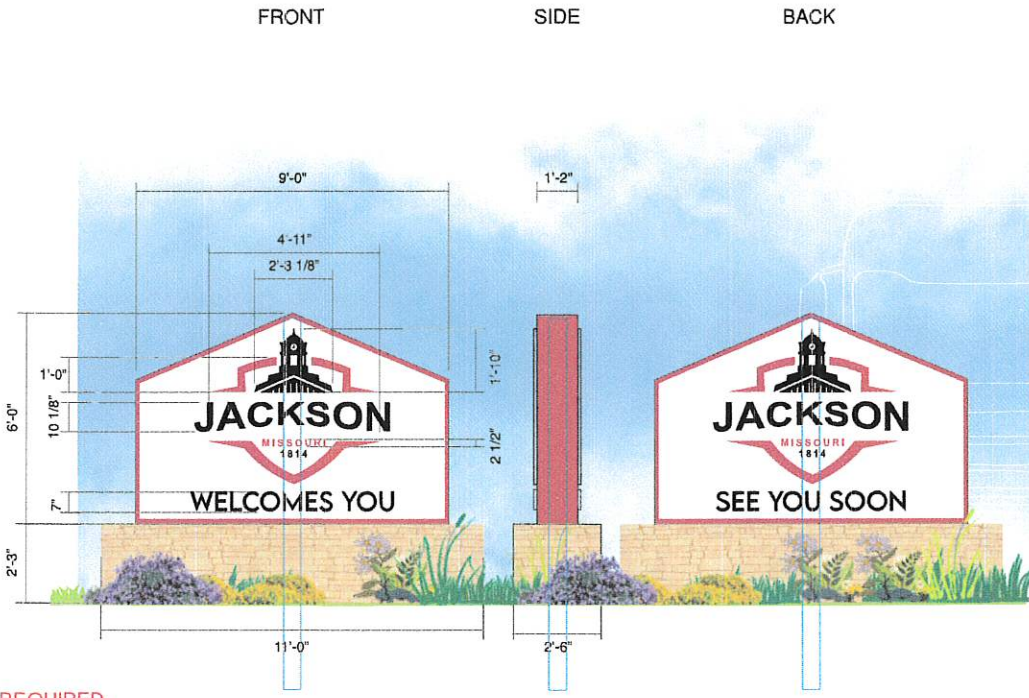 FRONT
SIDE
BACK
9'-0"
1'-2"
4'-11"
2'-3 1/8"
1'-0"
1'-10"
6'-0"
10 1/8"
JACKSON
MISSOURI
1814
2 1/2"
7"
WELCOMES YOU
JACKSON
MISSOURI
1814
SEE YOU SOON
2'-3"
11'-0"
2'-6"
REQUIRED